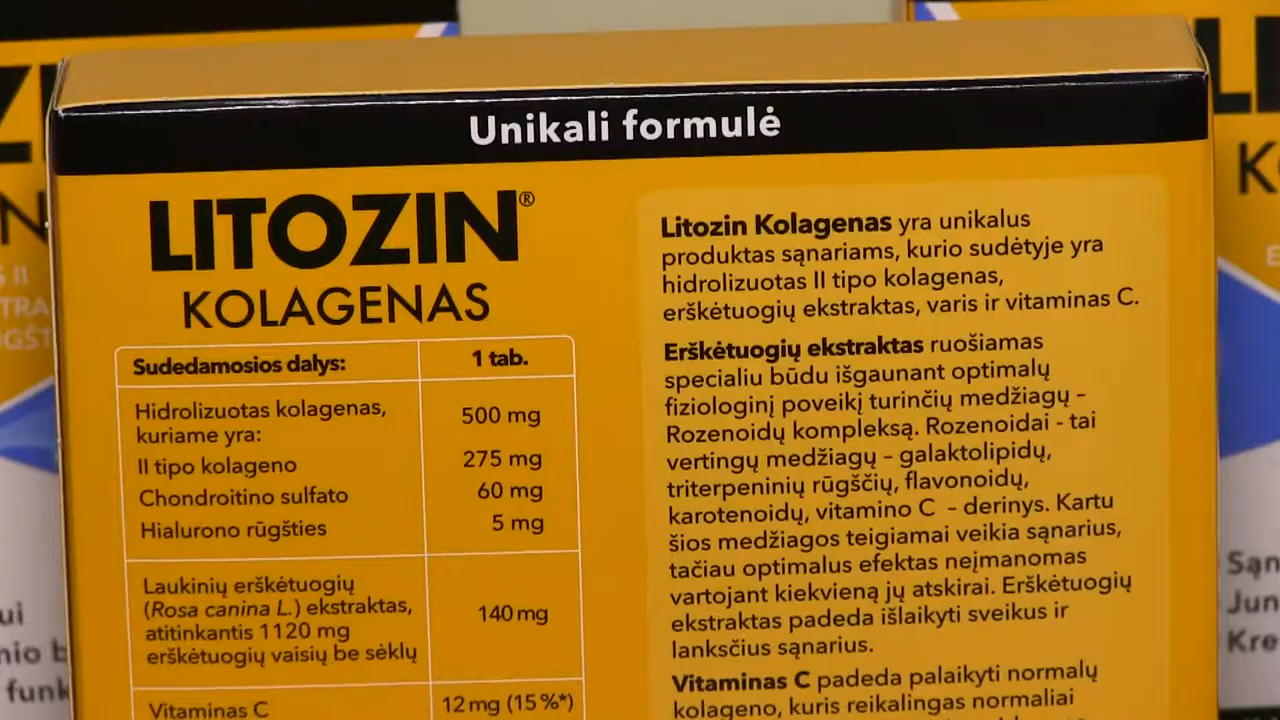 Unikali formulė
LITOZIN®
KOLAGENAS
Sudedamosios dalys: 1 tab.
Hidrolizuotas kolagenas, 500 mg
kuriame yra:
II tipo kolageno 275 mg
Chondroitino sulfato 60 mg
Hialurono rūgšties 5 mg
Laukinių erškėtuogių
(Rosa canina L.) ekstraktas, 140 mg
atitinkantis 1120 mg
erškėtuogių vaisių be sėklų
Vitaminas C 12 mg (15 %*)
Litozin Kolagenas yra unikalus
produktas sąnariams, kurio sudėtyje yra
hidrolizuotas II tipo kolagenas,
erškėtuogių ekstraktas, varis ir vitaminas C.
Erškėtuogių ekstraktas ruošiamas
specialiu būdu išgaunant optimalų
fiziologinį poveikį turinčių medžiagų –
Rozenoidų kompleksą. Rozenoidai - tai
vertingų medžiagų – galaktolipidų,
triterpeninių rūgščių, flavonoidų,
karotenoidų, vitamino C – derinys. Kartu
šios medžiagos teigiamai veikia sąnarius,
tačiau optimalus efektas neįmanomas
vartojant kiekvieną jų atskirai. Erškėtuogių
ekstraktas padeda išlaikyti sveikus ir
lanksčius sąnarius.
Vitaminas C padeda palaikyti normalų
kolageno, kuris reikalingas normaliai